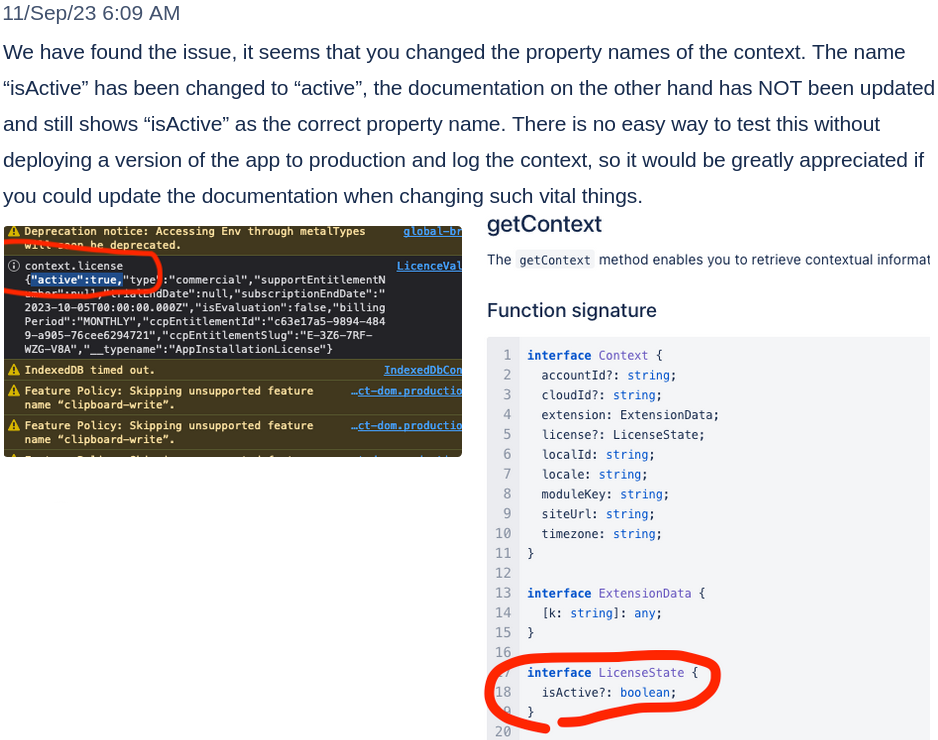 11/Sep/23 6:09 AM
We have found the issue, it seems that you changed the property names of the context. The name
“isActive” has been changed to “active”, the documentation on the other hand has NOT been updated
and still shows “isActive” as the correct property name. There is no easy way to test this without
deploying a version of the app to production and log the context, so it would be greatly appreciated if
you could update the documentation when changing such vital things.
Deprecation notice: Accessing Env through metalTypes global-br
will soon be deprecated.
context.license LicenceVal
{"active":true,"type":"commercial","supportEntitlementN
umber":null,"trialEndDate":null,"subscriptionEndDate":"
2023-10-05T00:00:00.000Z","isEvaluation":false,"billing
Period":"MONTHLY","ccpEntitlementId":"c63e17a5-9894-484
9-a905-76cee6294721","ccpEntitlementSlug":"E-3Z6-7RF-
WZG-V8A","__typename":"AppInstallationLicense"}
IndexedDB timed out. IndexedDbCon
Feature Policy: Skipping unsupported feature …ct-dom.productio
name “clipboard-write”.
Feature Policy: Skipping unsupported feature …ct-dom.productio
name “clipboard-write”.
getContext
The getContext method enables you to retrieve contextual informat
Function signature
1 interface Context {
2 accountId?: string;
3 cloudId?: string;
4 extension: ExtensionData;
5 license?: LicenseState;
6 localId: string;
7 locale: string;
8 moduleKey: string;
9 siteUrl: string;
10 timezone: string;
11 }
12
13 interface ExtensionData {
14 [k: string]: any;
15 }
16
17 interface LicenseState {
18 isActive?: boolean;
19 }
20